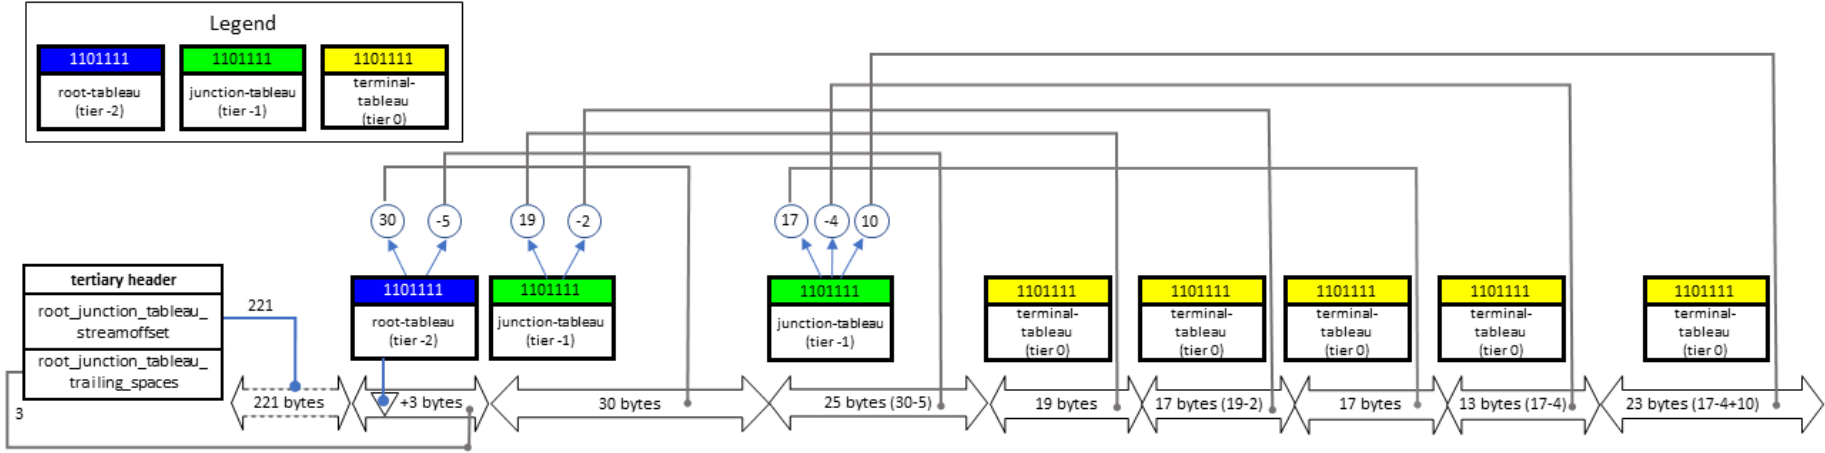 Legend
1101111
root-tableau
(tier -2)
1101111
junction-tableau
(tier -1)
1101111
terminal-
tableau
(tier 0)
30
-5
19
-2
17
-4
10
tertiary header
root_junction_tableau_
streamoffset
root_junction_tableau_
trailing_spaces
221
3
1101111
root-tableau
(tier -2)
1101111
junction-tableau
(tier -1)
1101111
junction-tableau
(tier -1)
1101111
terminal-
tableau
(tier 0)
1101111
terminal-
tableau
(tier 0)
1101111
terminal-
tableau
(tier 0)
1101111
terminal-
tableau
(tier 0)
1101111
terminal-
tableau
(tier 0)
221 bytes
+3 bytes
30 bytes
25 bytes (30-5)
19 bytes
17 bytes (19-2)
17 bytes
13 bytes (17-4)
23 bytes (17-4+10)